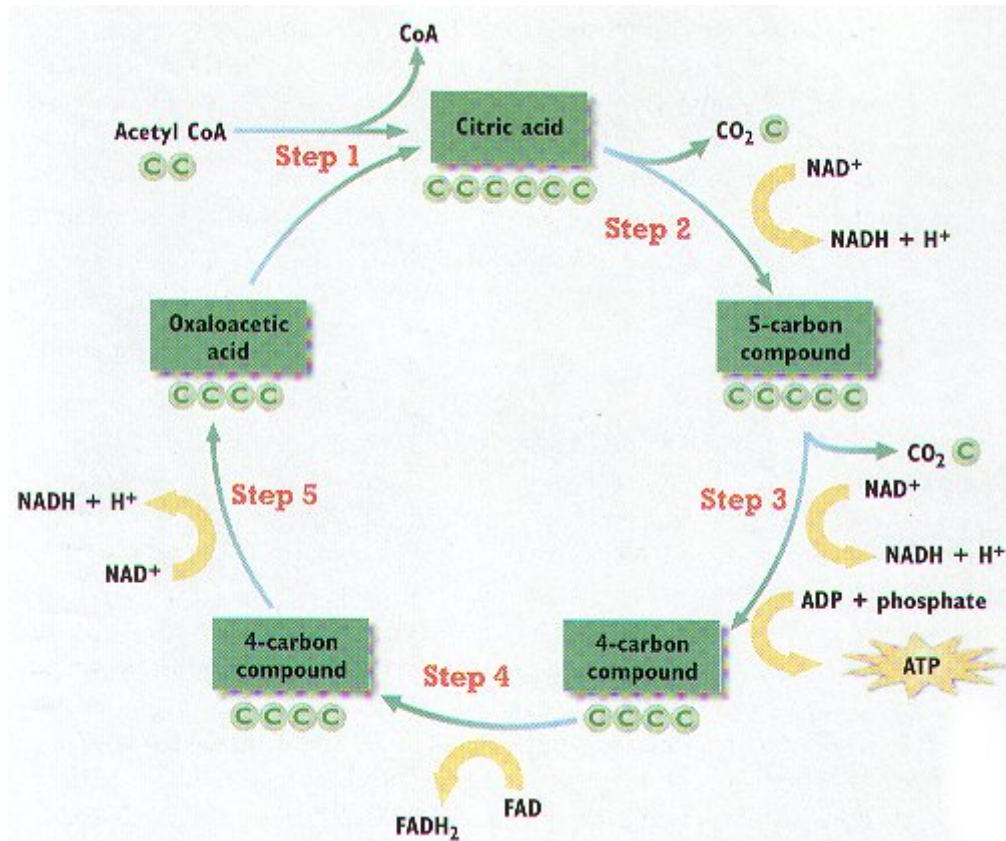 CoA
Acetyl CoA
C C
Step 1
Citric acid
C C C C C C
CO₂ C
NAD⁺
NADH + H⁺
Step 2
Oxaloacetic
acid
C C C C
5-carbon
compound
C C C C C
CO₂ C
NAD⁺
NADH + H⁺
Step 3
ADP + phosphate
ATP
Step 5
NADH + H⁺
NAD⁺
4-carbon
compound
C C C C
4-carbon
compound
C C C C
Step 4
FAD
FADH₂